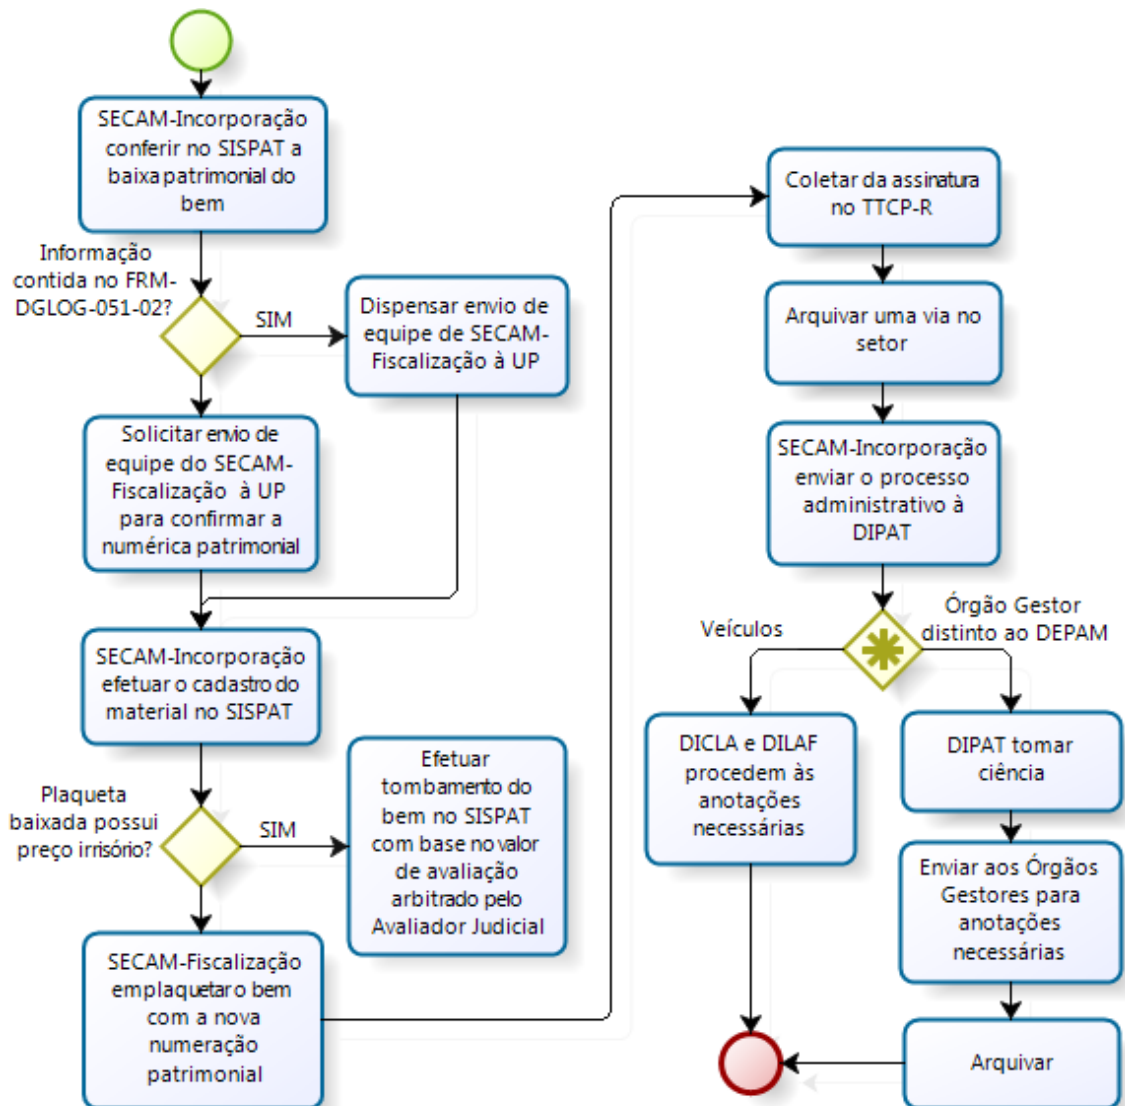 SECAM-Incorporação
conferir no SISPAT a
baixa patrimonial do
bem
Informação
contida no FRM-
DGLOG-051-02?
SIM
Dispensar envio de
equipe de SECAM-
Fiscalização à UP
Solicitar envio de
equipe do SECAM-
Fiscalização à UP
para confirmar a
numérica patrimonial
SECAM-Incorporação
efetuar o cadastro do
material no SISPAT
Plaqueta
baixada possui
preço irrisório?
SIM
Efetuar
tombamento do
bem no SISPAT
com base no valor
de avaliação
arbitrado pelo
Avaliador Judicial
SECAM-Fiscalização
emplaquetar o bem
com a nova
numeração
patrimonial
Coletar da assinatura
no TTCP-R
Arquivar uma via no
setor
SECAM-Incorporação
enviar o processo
administrativo à
DIPAT
Veículos
Órgão Gestor
distinto ao DEPAM
DICLA e DILAF
procedem às
anotações
necessárias
DIPAT tomar
ciência
Enviar aos Órgãos
Gestores para
anotações
necessárias
Arquivar